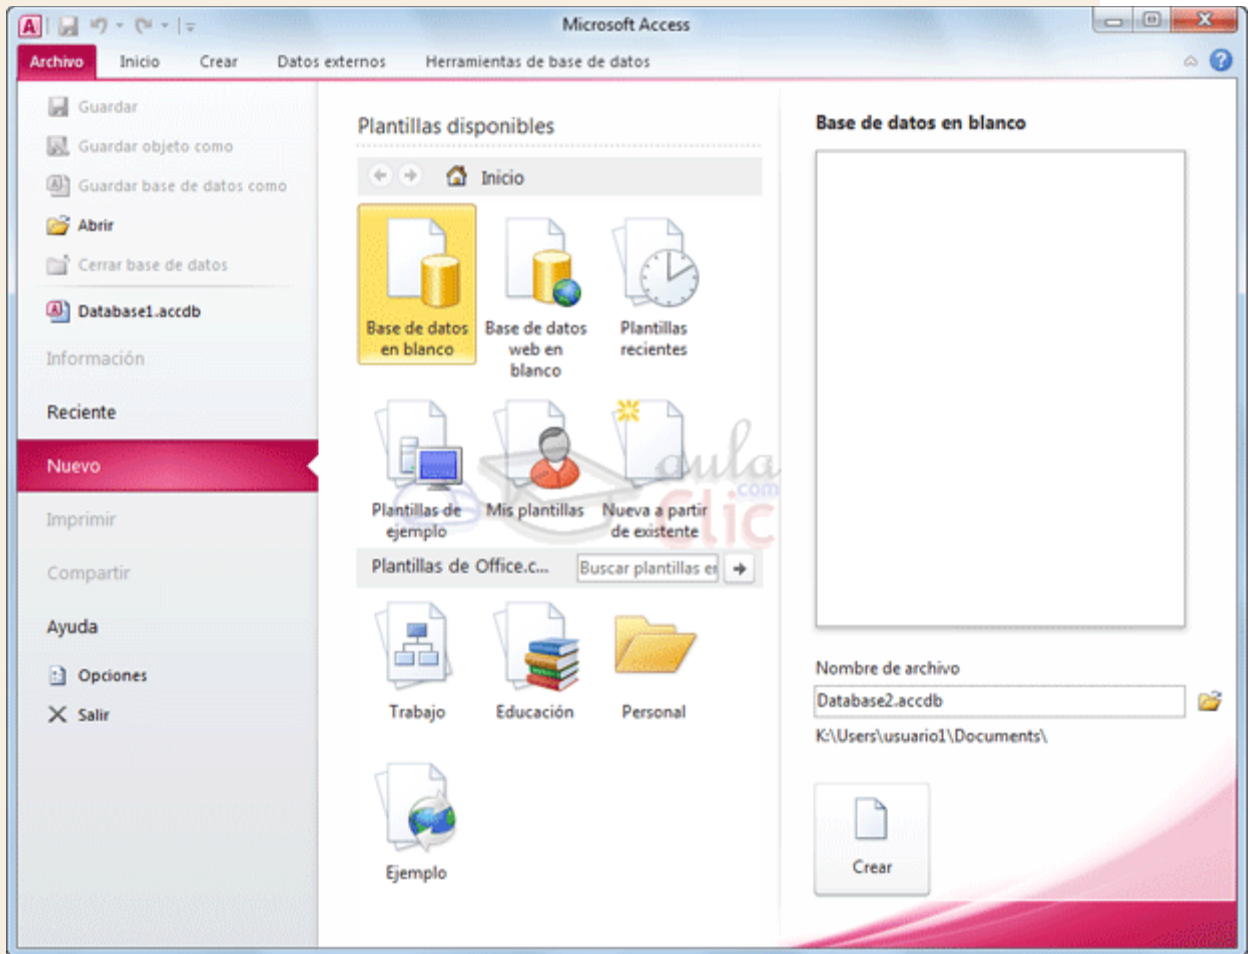 Microsoft Access
Archivo Inicio Crear Datos externos Herramientas de base de datos
Guardar
Guardar objeto como
Guardar base de datos como
Abrir
Cerrar base de datos
Database1.accdb
Información
Reciente
Nuevo
Imprimir
Compartir
Ayuda
Opciones
Salir
Plantillas disponibles
Inicio
Base de datos
en blanco
Base de datos
web en
blanco
Plantillas
recientes
Plantillas de
ejemplo
Mis plantillas
Nueva a partir
de existente
aula
com
Clic
Plantillas de Office.c...
Buscar plantillas en
Trabajo
Educación
Personal
Ejemplo
Base de datos en blanco
Nombre de archivo
Database2.accdb
K:\Users\usuario1\Documents\
Crear